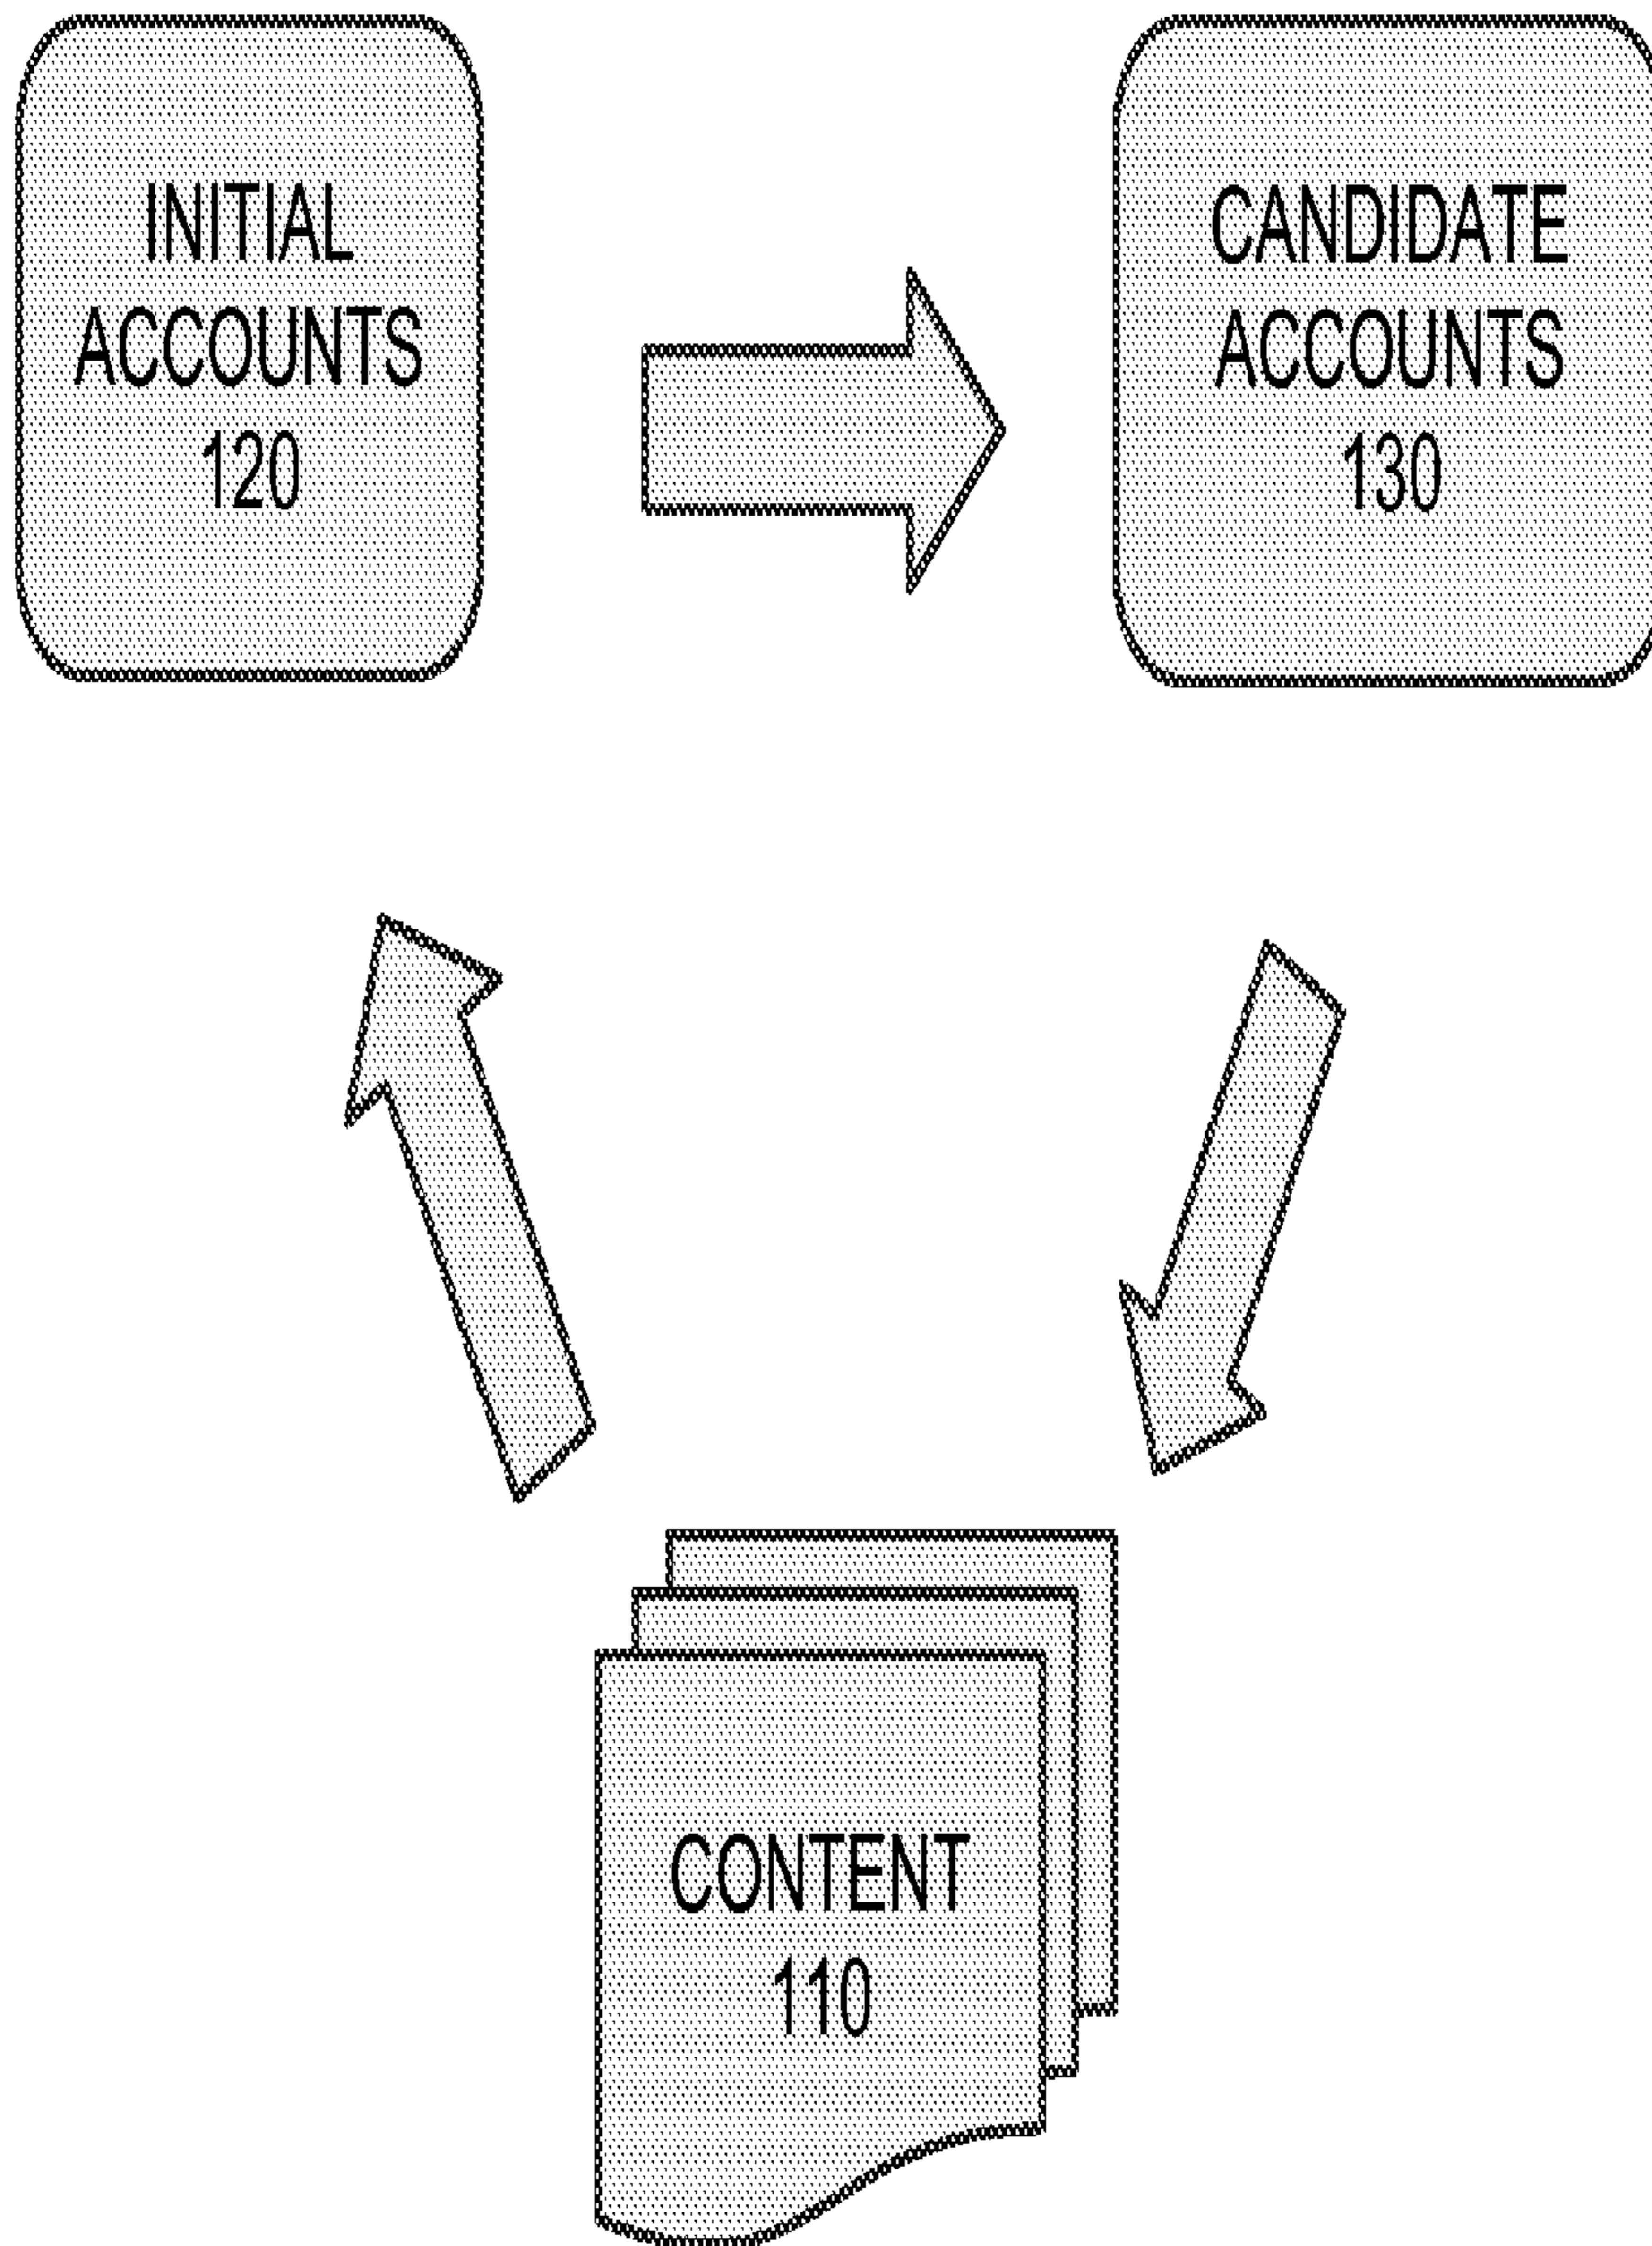 INITIAL
ACCOUNTS
120
CANDIDATE
ACCOUNTS
130
CONTENT
110